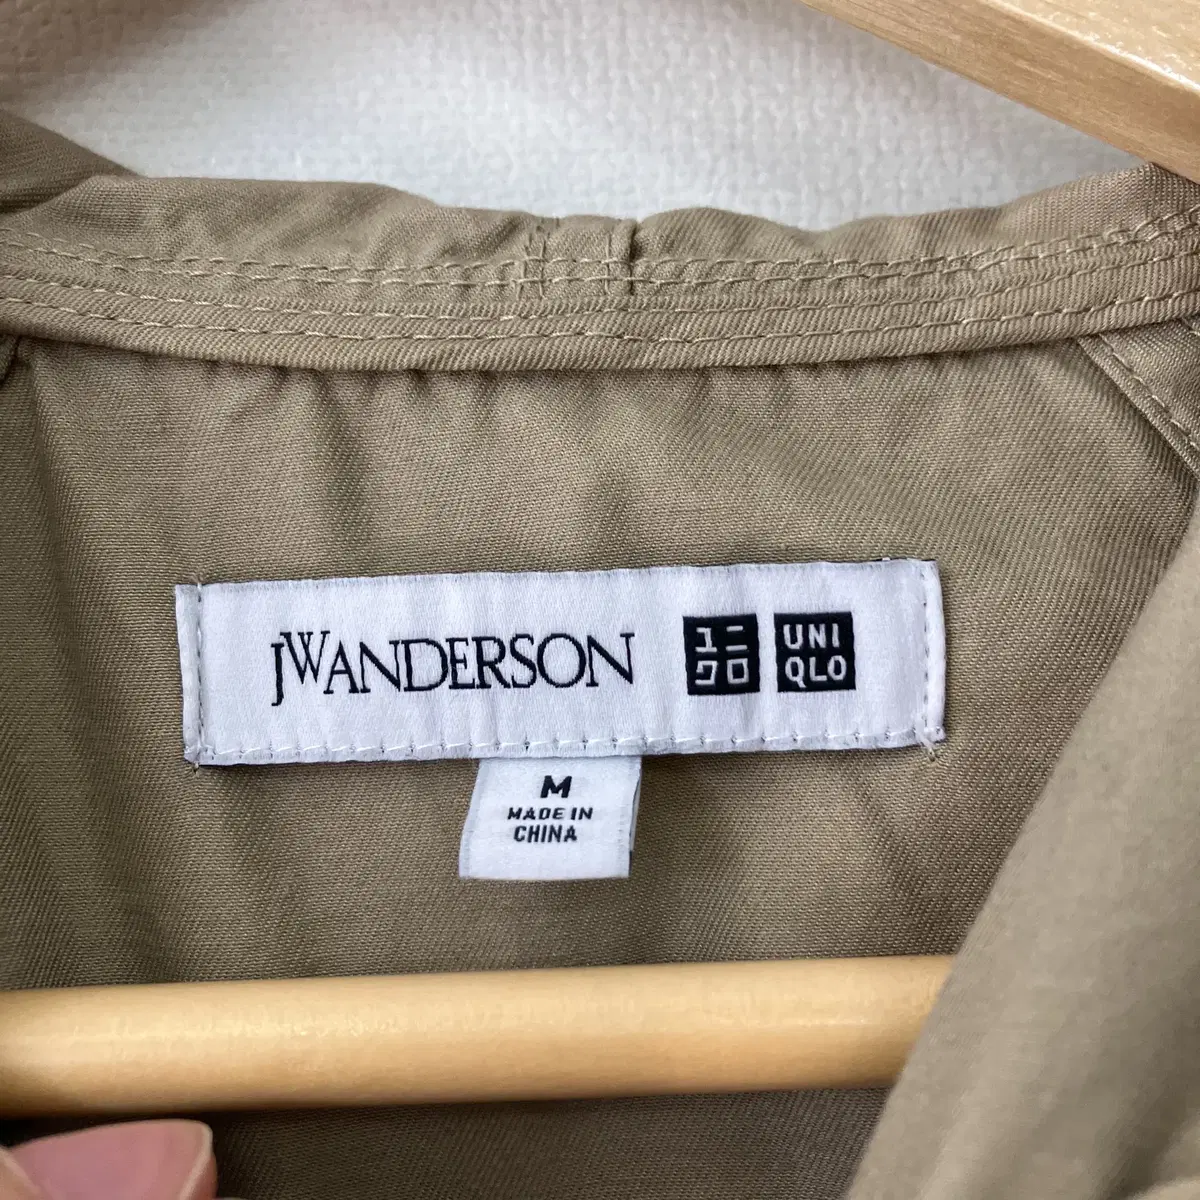 JWANDERSON
ユニ
クロ
UNI
QLO
M
MADE IN
CHINA